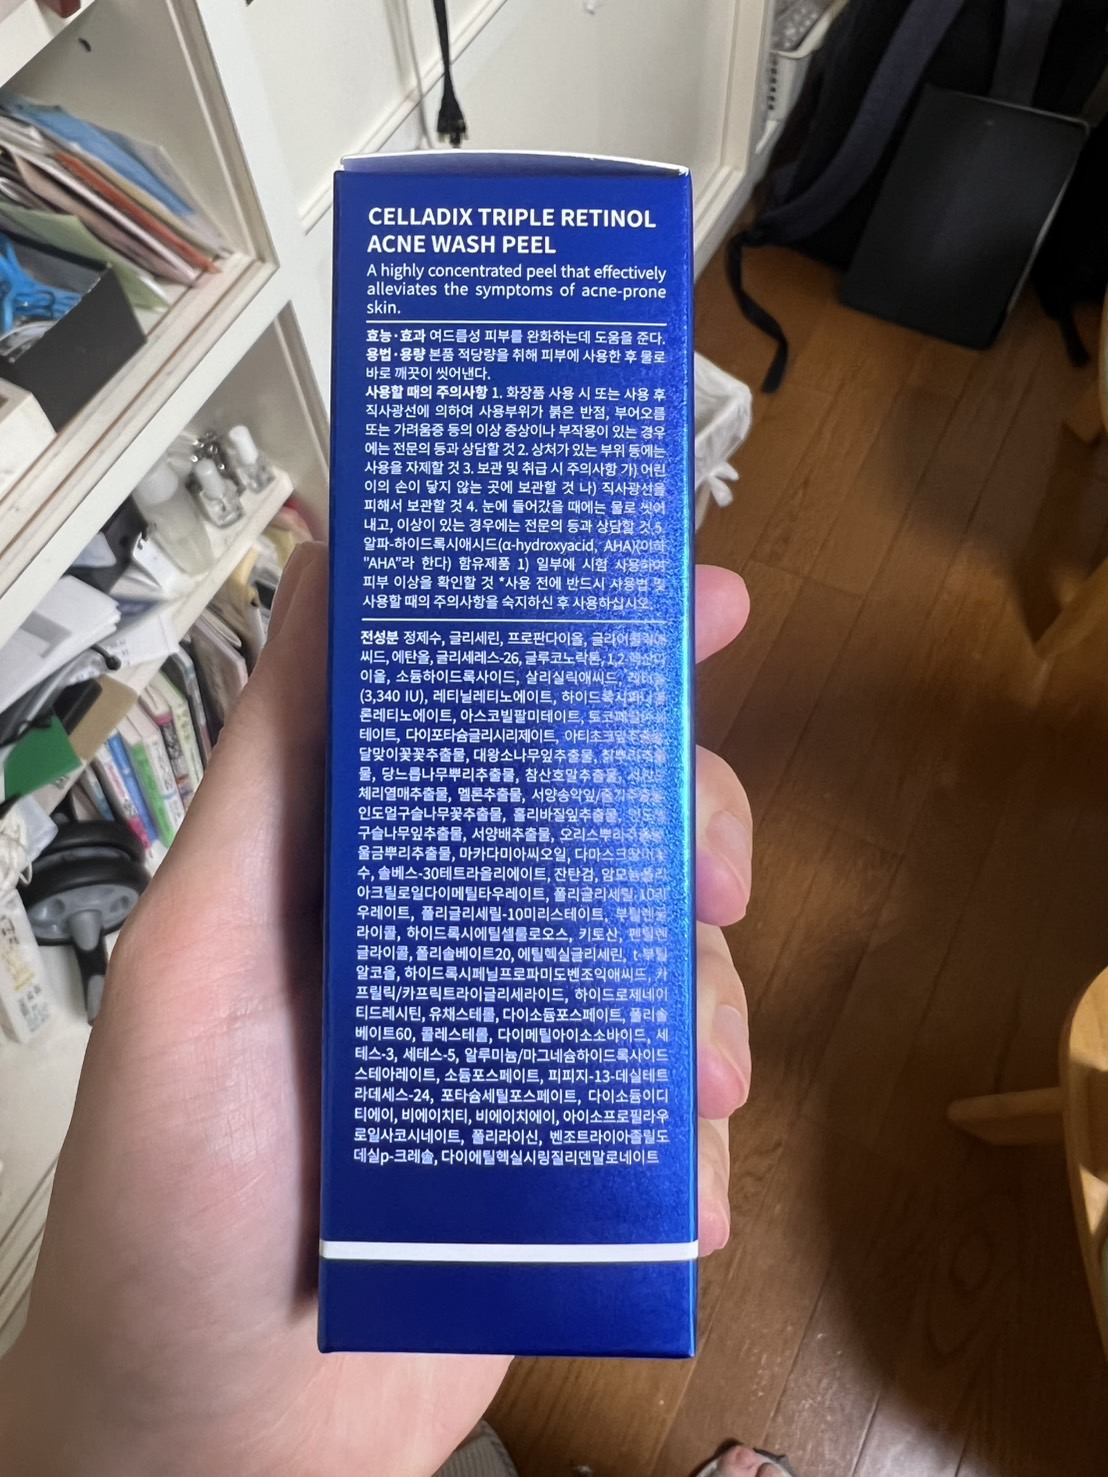 CELLADIX TRIPLE RETINOL
ACNE WASH PEEL
A highly concentrated peel that effectively
alleviates the symptoms of acne-prone
skin.
효능·효과 여드름성 피부를 완화하는데 도움을 준다.
용법·용량 본품 적당량을 취해 피부에 사용한 후 물로
바로 깨끗이 씻어낸다.
사용할 때의 주의사항 1. 화장품 사용 시 또는 사용 후
직사광선에 의하여 사용부위가 붉은 반점, 부어오름
또는 가려움증 등의 이상 증상이나 부작용이 있는 경우
에는 전문의 등과 상담할 것 2. 상처가 있는 부위 등에는
사용을 자제할 것 3. 보관 및 취급 시 주의사항 가) 어린
이의 손이 닿지 않는 곳에 보관할 것 나) 직사광선을
피해서 보관할 것 4. 눈에 들어갔을 때에는 물로 씻어
내고, 이상이 있는 경우에는 전문의 등과 상담할 것 5.
알파-하이드록시애시드(α-hydroxyacid, AHA)(이하
"AHA"라 한다) 함유제품 1) 일부에 시험 사용하여
피부 이상을 확인할 것 *사용 전에 반드시 사용법 및
사용할 때의 주의사항을 숙지하신 후 사용하십시오.
전성분 정제수, 글리세린, 프로판다이올,
씨드, 에탄올, 글리세레스-26, 글루코노락톤,
이올, 소듐하이드록사이드, 살리실릭애씨드,
(3,340 IU), 레티닐레티노에이트,
론레티노에이트, 아스코빌팔미테이트,
테이트, 다이포타슘글리시리제이트,
달맞이꽃꽃추출물, 대왕소나무잎추출물,
물, 당느릅나무뿌리추출물, 참산호말추출물,
체리열매추출물, 멜론추출물,
인도멀구슬나무꽃추출물, 홀리바질잎추출물,
구슬나무잎추출물, 서양배추출물,
울금뿌리추출물, 마카다미아씨오일,
수, 솔베스-30테트라올리에이트, 잔탄검,
아크릴로일다이메틸타우레이트,
우레이트, 폴리글리세릴-10미리스테이트,
라이콜, 하이드록시에틸셀룰로오스, 키토산, 펜틸렌
글라이콜, 폴리솔베이트20, 에틸헥실글리세린, t-부틸
알코올, 하이드록시페닐프로파미도벤조익애씨드, 카
프릴릭/카프릭트라이글리세라이드, 하이드로제네이
티드레시틴, 유채스테롤, 다이소듐포스페이트, 폴리솔
베이트60, 콜레스테롤, 다이메틸아이소소바이드, 세
테스-3, 세테스-5, 알루미늄/마그네슘하이드록사이드
스테아레이트, 소듐포스페이트, 피피지-13-데실테트
라데세스-24, 포타슘세틸포스페이트, 다이소듐이디
티에이, 비에이치티, 비에이치에이, 아이소프로필라우
로일사코시네이트, 폴리라이신, 벤조트라이아졸릴도
데실p-크레솔, 다이에틸헥실시링질리덴말로네이트